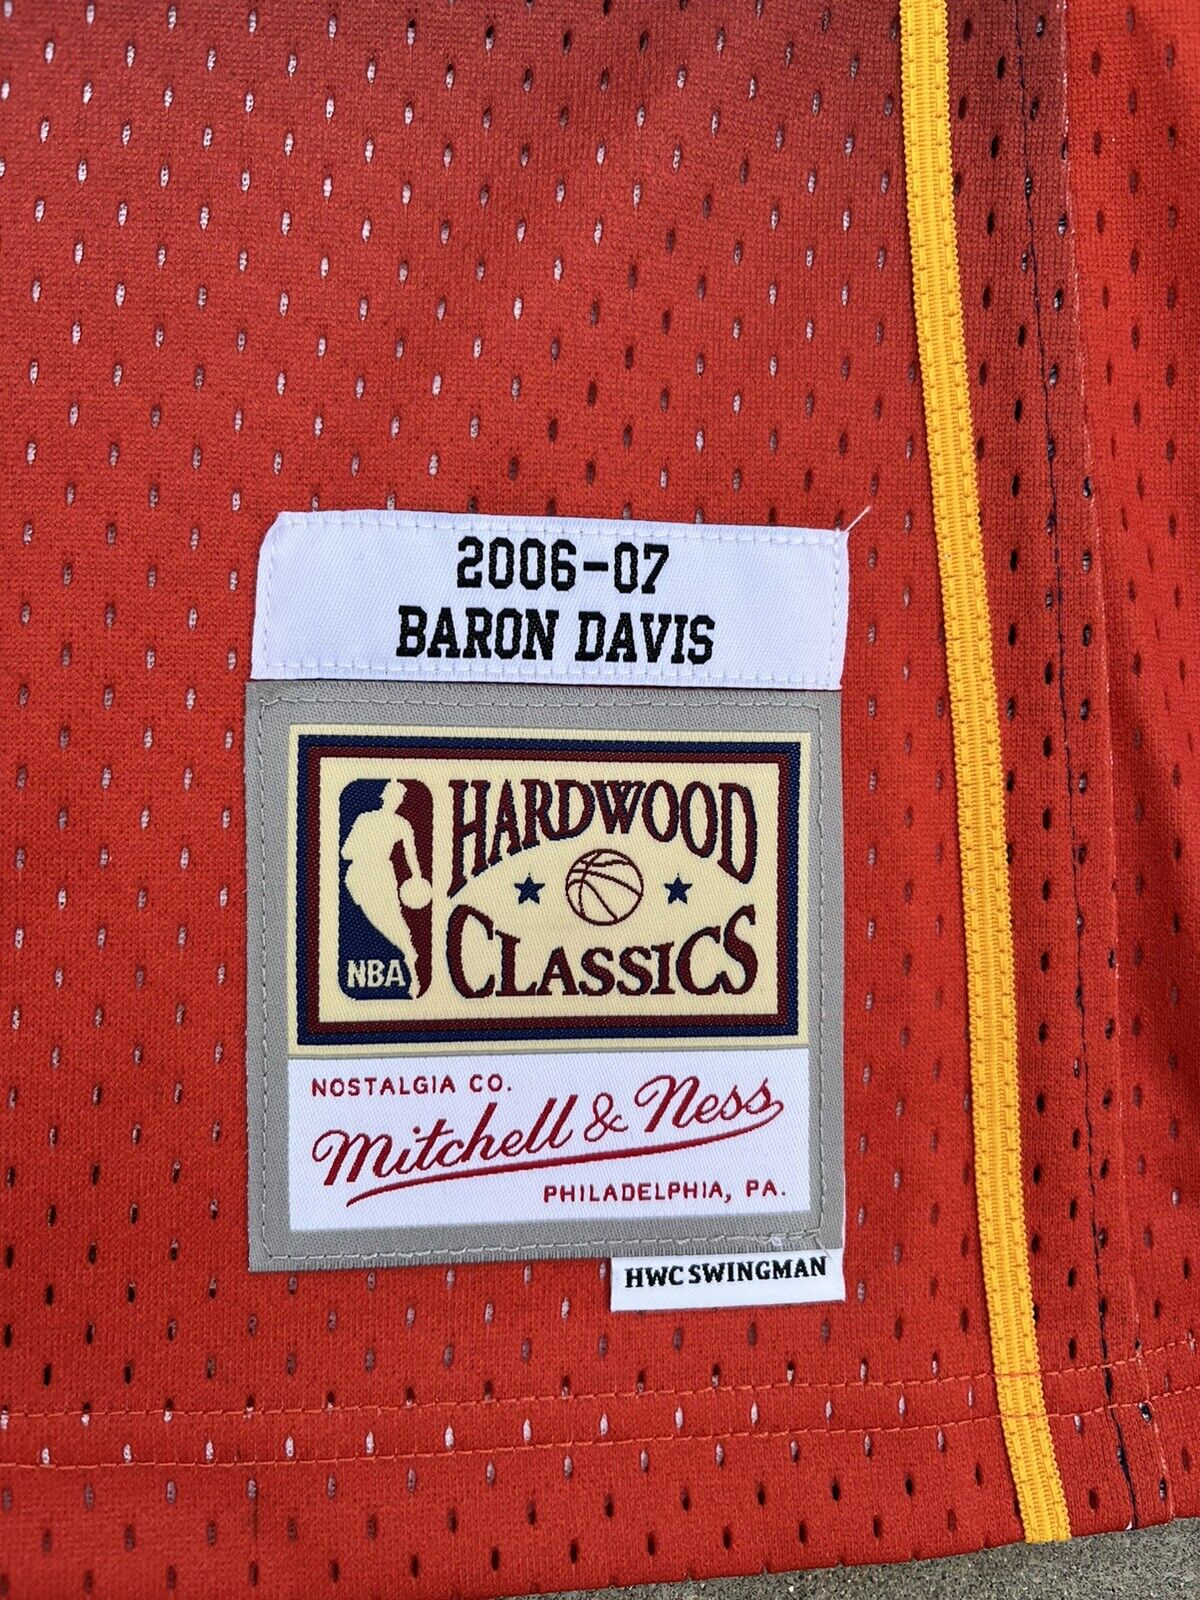 2006-07
BARON DAVIS
HARDWOOD
CLASSICS
NBA
NOSTALGIA CO.
Mitchell & Ness
PHILADELPHIA, PA.
HWC SWINGMAN